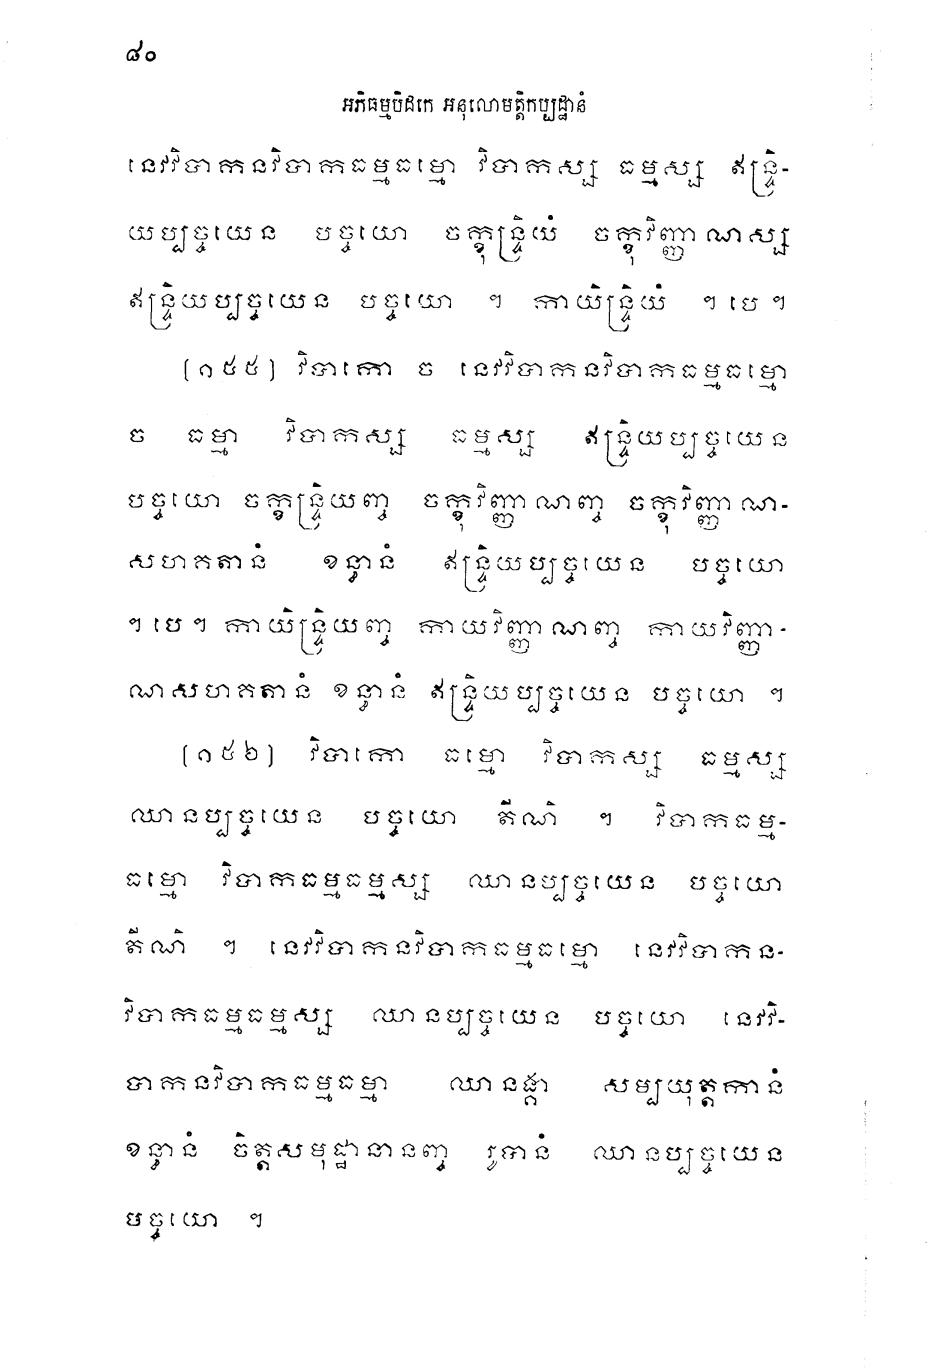 ៨០
អភិធម្មបិដកេ អនុលោមត្តិកប្បដ្ឋានំ
នេវវិបាកនវិបាកធម្មធម្មោ វិបាកស្ស ធម្មស្ស ឥន្ទ្រិ-
យប្បច្ចយេន បច្ចយោ ចក្ខុន្ទ្រិយំ ចក្ខុវិញ្ញាណស្ស
ឥន្ទ្រិយប្បច្ចយេន បច្ចយោ ។ កាយិន្ទ្រិយំ ។ បេ ។
[១៥៥] វិបាកោ ច នេវវិបាកនវិបាកធម្មធម្មោ
ច ធម្មា វិបាកស្ស ធម្មស្ស ឥន្ទ្រិយប្បច្ចយេន
បច្ចយោ ចក្ខុន្ទ្រិយញ្ច ចក្ខុវិញ្ញាណញ្ច ចក្ខុវិញ្ញាណ-
សហគតានំ ខន្ធានំ ឥន្ទ្រិយប្បច្ចយេន បច្ចយោ
។ បេ ។ កាយិន្ទ្រិយញ្ច កាយវិញ្ញាណញ្ច កាយវិញ្ញា-
ណសហគតានំ ខន្ធានំ ឥន្ទ្រិយប្បច្ចយេន បច្ចយោ ។
[១៥៦] វិបាកោ ធម្មោ វិបាកស្ស ធម្មស្ស
ឈានប្បច្ចយេន បច្ចយោ តីណិ ។ វិបាកធម្ម-
ធម្មោ វិបាកធម្មធម្មស្ស ឈានប្បច្ចយេន បច្ចយោ
តីណិ ។ នេវវិបាកនវិបាកធម្មធម្មោ នេវវិបាកន-
វិបាកធម្មធម្មស្ស ឈានប្បច្ចយេន បច្ចយោ នេវវិ-
បាកនវិបាកធម្មធម្មា ឈានង្គា សម្បយុត្តកានំ
ខន្ធានំ ចិត្តសមុដ្ឋានានញ្ច រូបានំ ឈានប្បច្ចយេន
បច្ចយោ ។